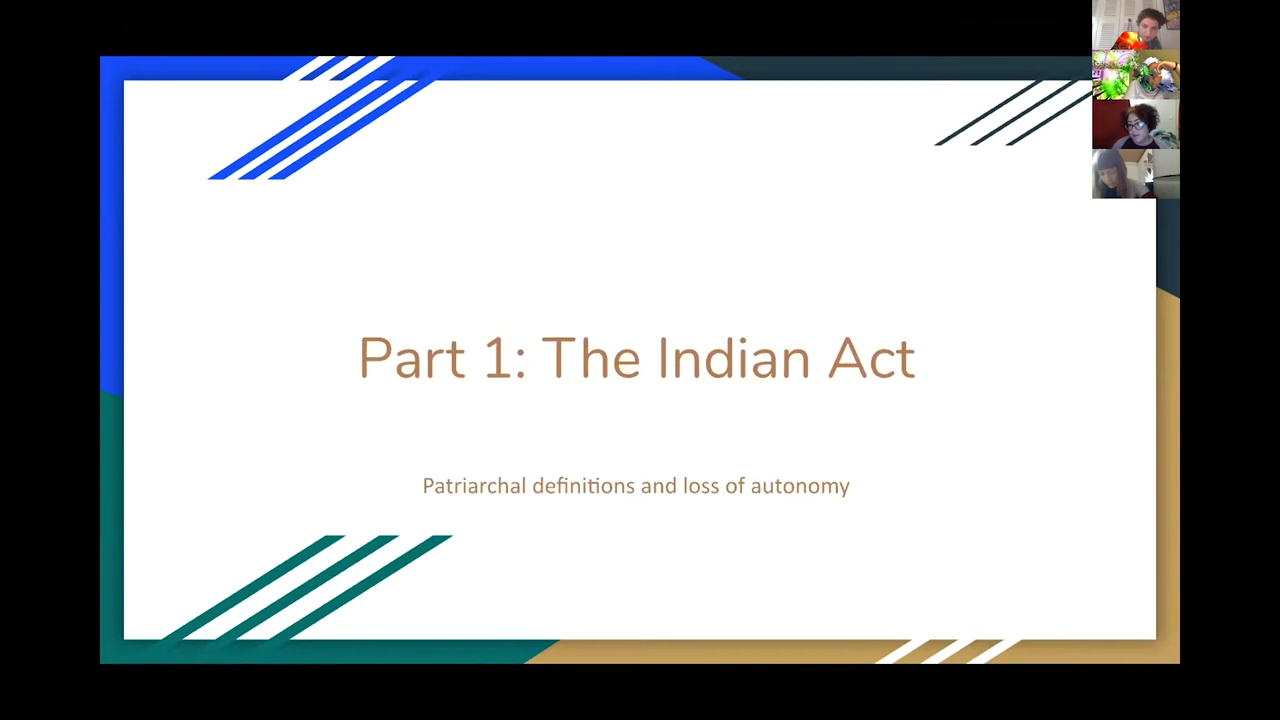 Part 1: The Indian Act
Patriarchal definitions and loss of autonomy